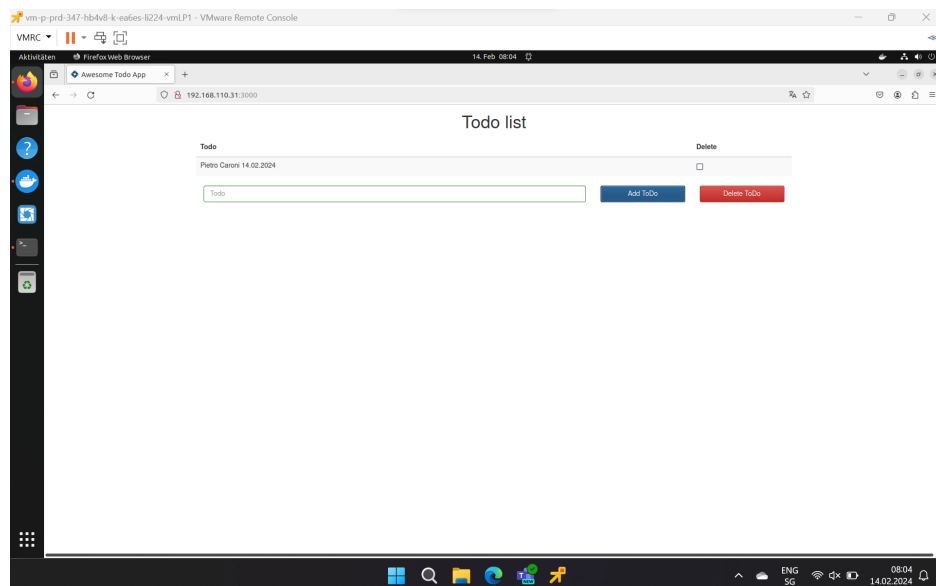 vm-p-prd-347-hb4v8-k-ea6es-li224-vmLP1 - VMware Remote Console
VMRC
Aktivitäten Firefox Web Browser 14. Feb 08:04
Awesome Todo App
192.168.110.31:3000
Todo list
Todo Delete
Pietro Caroni 14.02.2024
Todo Add ToDo Delete ToDo
ENG 08:04
SG 14.02.2024